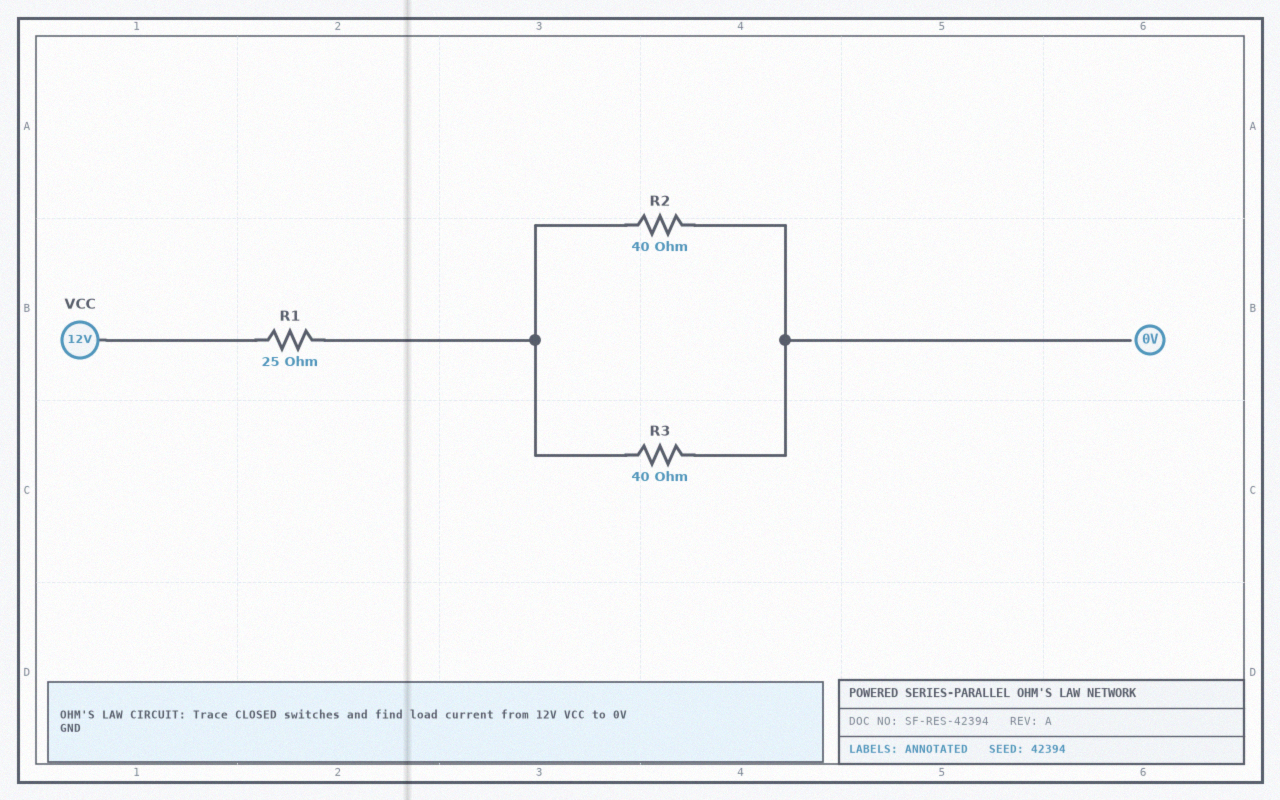 1 2 3 4 5 6
A A
R2
40 Ohm
VCC
B B
R1
12V
0V
25 Ohm
R3
40 Ohm
C C
D D
OHM'S LAW CIRCUIT: Trace CLOSED switches and find load current from 12V VCC to 0V
GND
POWERED SERIES-PARALLEL OHM'S LAW NETWORK
DOC NO: SF-RES-42394 REV: A
LABELS: ANNOTATED SEED: 42394
1 2 3 4 5 6